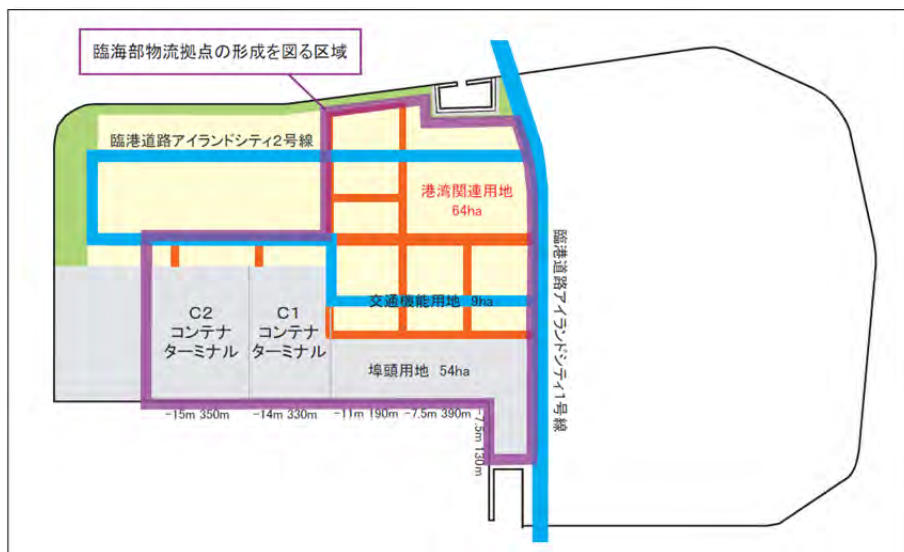 臨海部物流拠点の形成を図る区域
臨港道路アイランドシティ2号線
港湾関連用地
64ha
臨港道路アイランドシティ1号線
交通機能用地 9ha
C2
コンテナ
ターミナル
C1
コンテナ
ターミナル
埠頭用地 54ha
-15m 350m
-14m 330m
-11m 190m
-7.5m 390m
-7.5m 130m